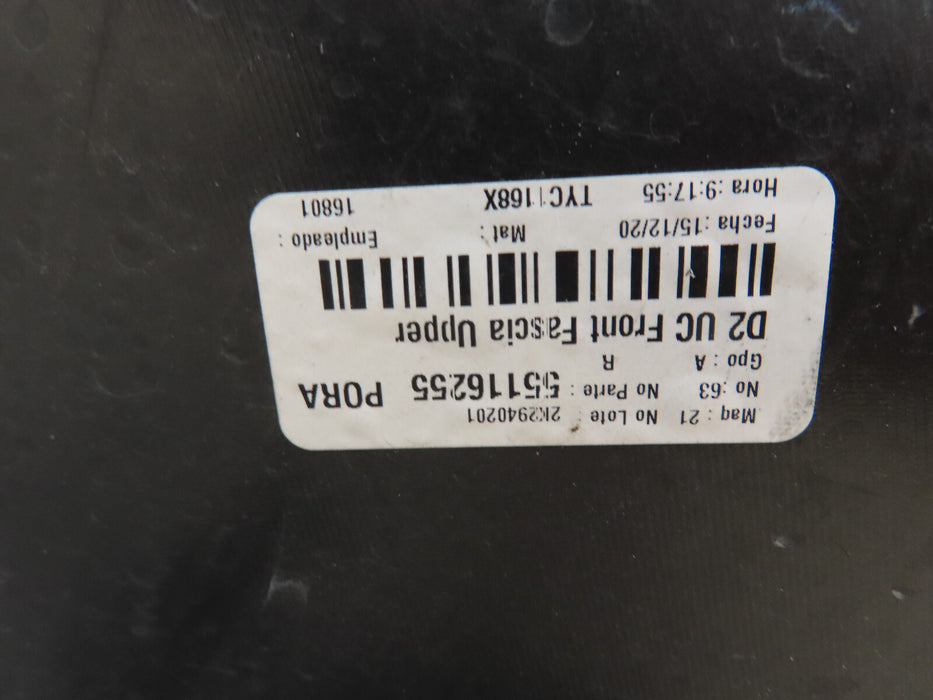 Maq : 21 No Lote : 2K2940201
No :63 No Parte : 55116255 PORA
Gpo : A R
D2 UC Front Fascia Upper
Fecha :15/12/20 Mat : Empleado :
Hora :9:17:55 TYC1168X 16801